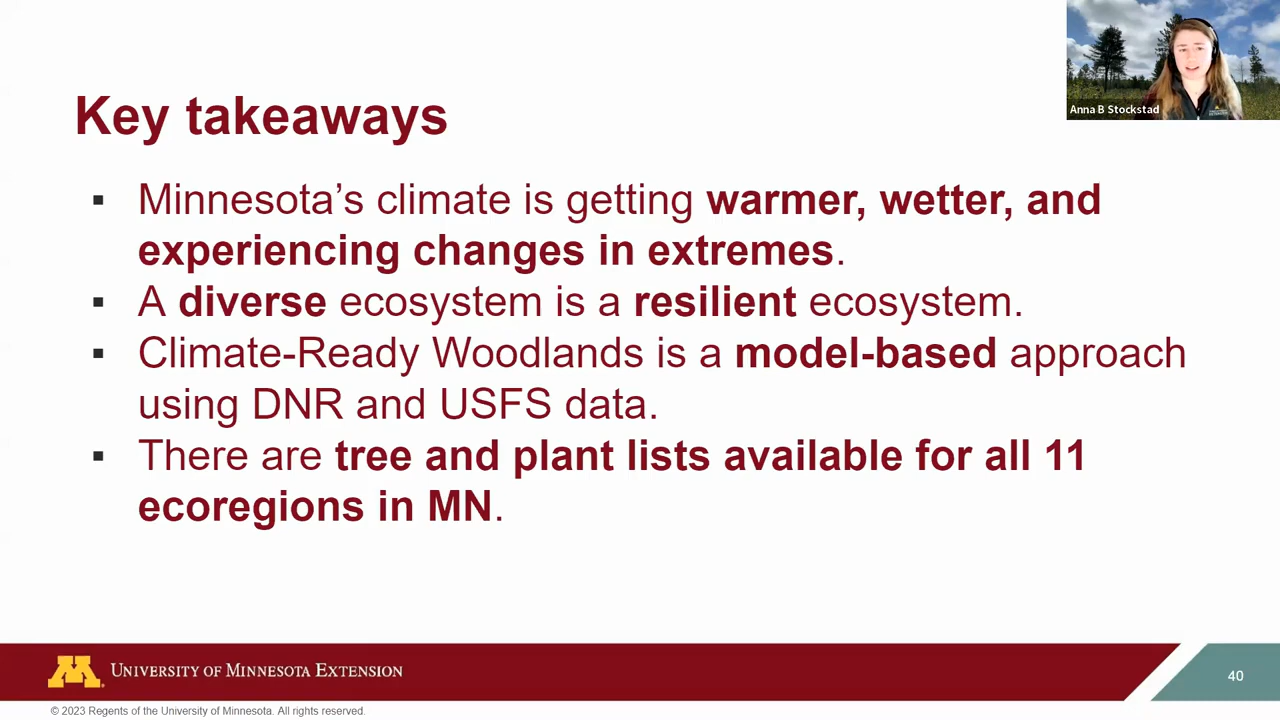 Anna B Stockstad
Key takeaways
▪ Minnesota’s climate is getting warmer, wetter, and
experiencing changes in extremes.
▪ A diverse ecosystem is a resilient ecosystem.
▪ Climate-Ready Woodlands is a model-based approach
using DNR and USFS data.
▪ There are tree and plant lists available for all 11
ecoregions in MN.
M UNIVERSITY OF MINNESOTA EXTENSION
40
© 2023 Regents of the University of Minnesota. All rights reserved.